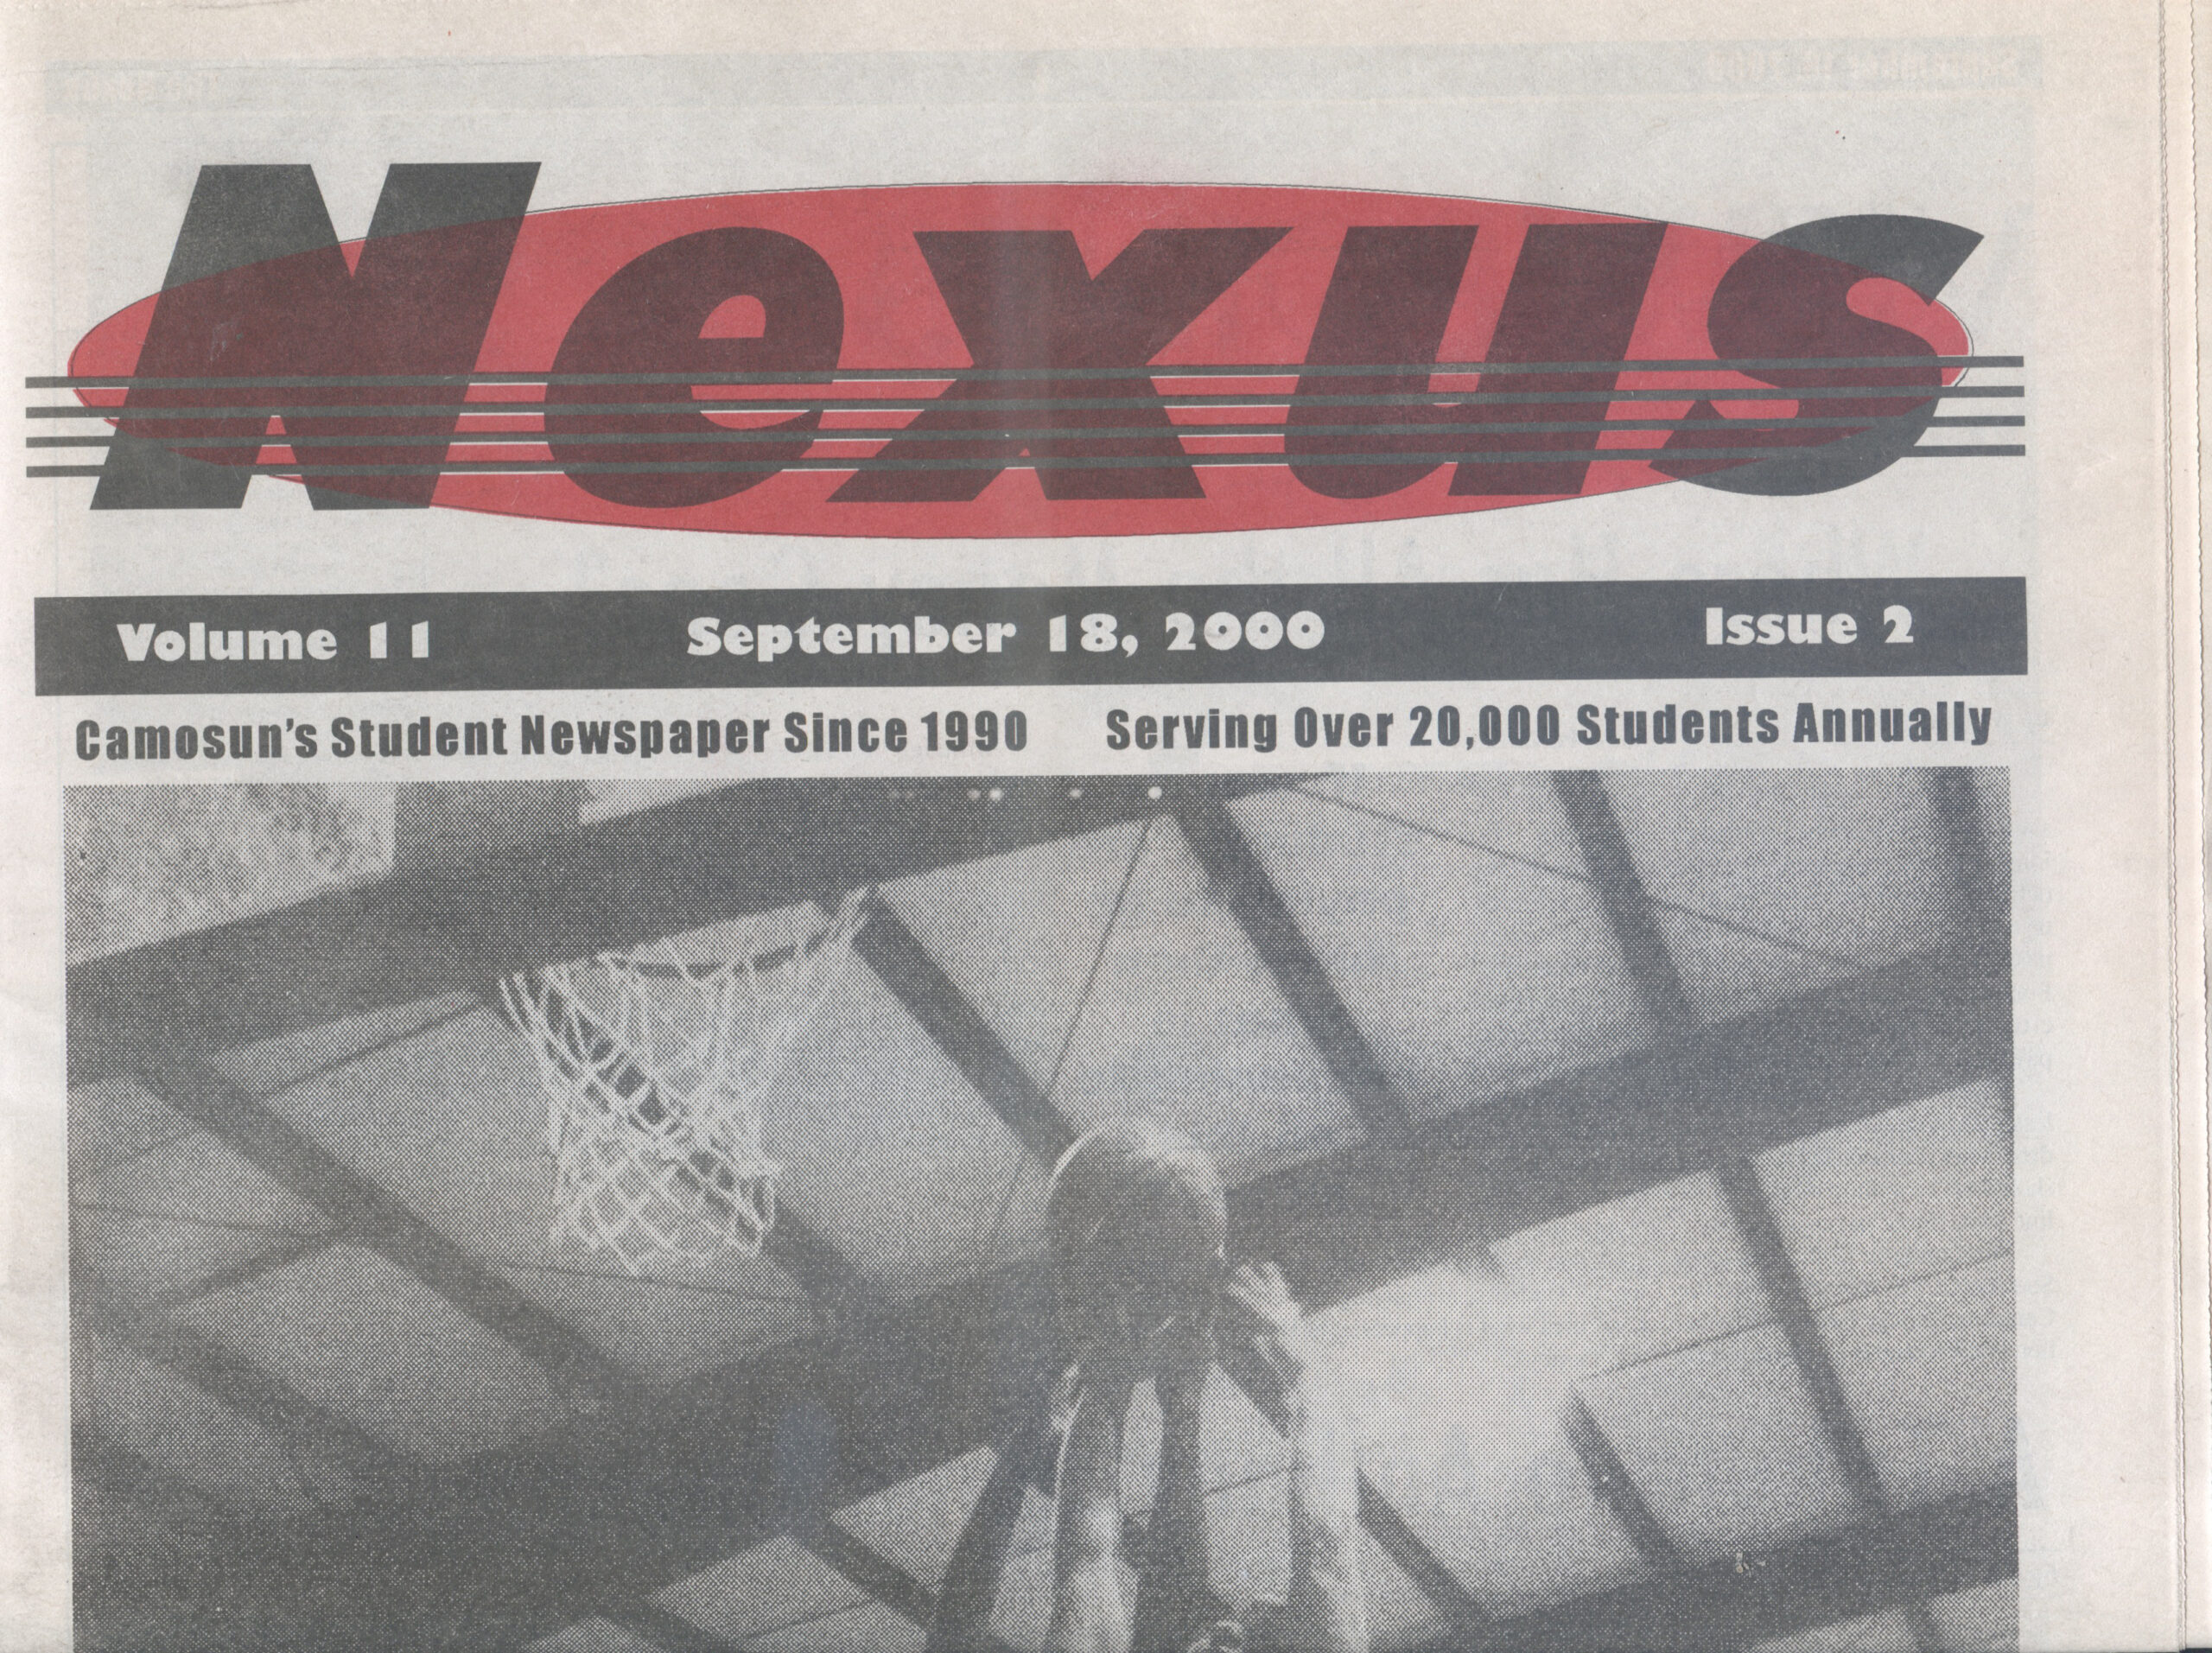 Nexus
Volume 11 September 18, 2000 Issue 2
Camosun's Student Newspaper Since 1990 Serving Over 20,000 Students Annually